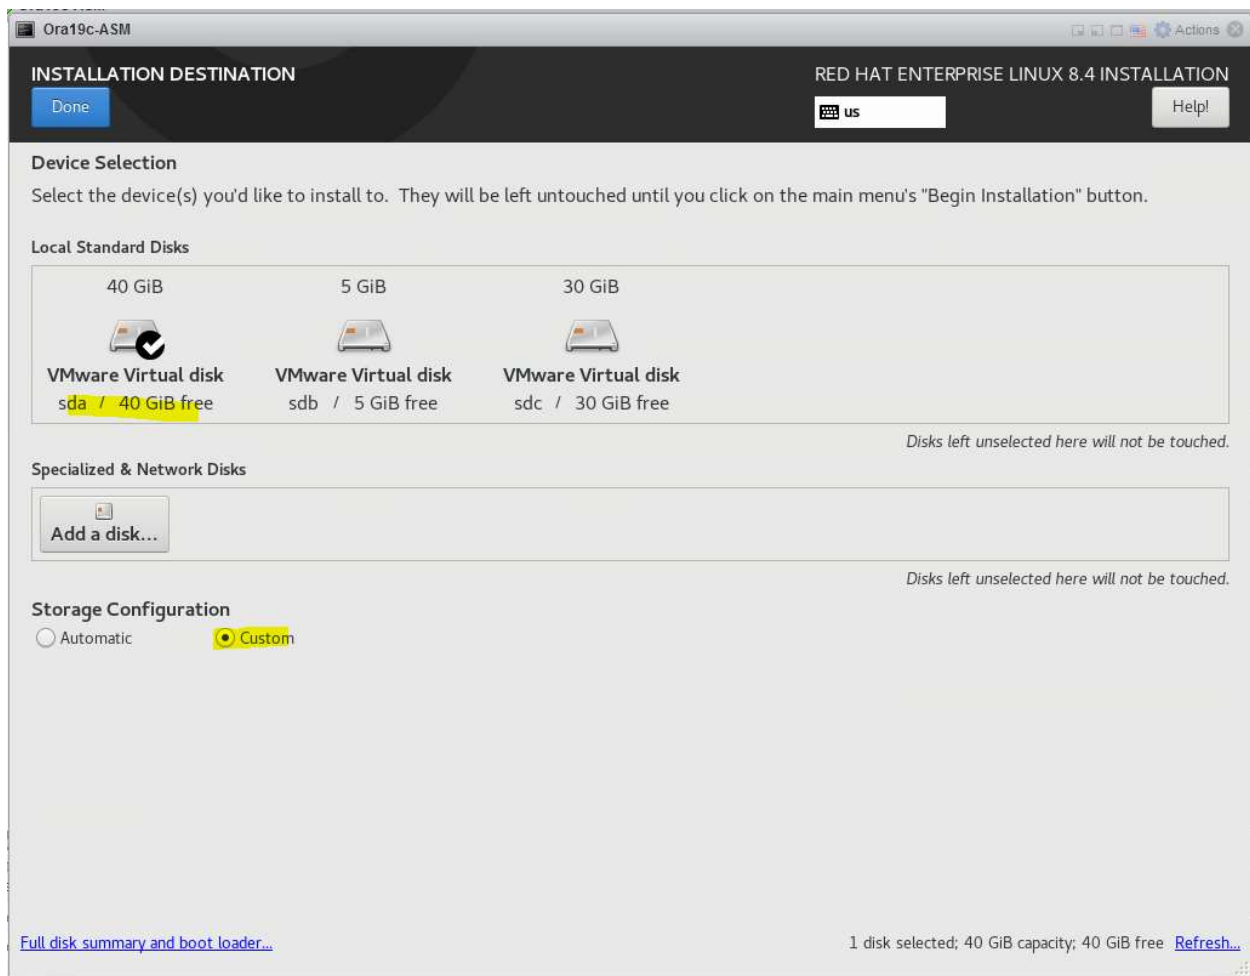 Ora19c-ASM
Actions
INSTALLATION DESTINATION
RED HAT ENTERPRISE LINUX 8.4 INSTALLATION
Done
us
Help!
Device Selection
Select the device(s) you'd like to install to. They will be left untouched until you click on the main menu's "Begin Installation" button.
Local Standard Disks
40 GiB 5 GiB 30 GiB
VMware Virtual disk VMware Virtual disk VMware Virtual disk
sda / 40 GiB free sdb / 5 GiB free sdc / 30 GiB free
Disks left unselected here will not be touched.
Specialized & Network Disks
Add a disk...
Disks left unselected here will not be touched.
Storage Configuration
Automatic Custom
Full disk summary and boot loader... 1 disk selected; 40 GiB capacity; 40 GiB free Refresh...